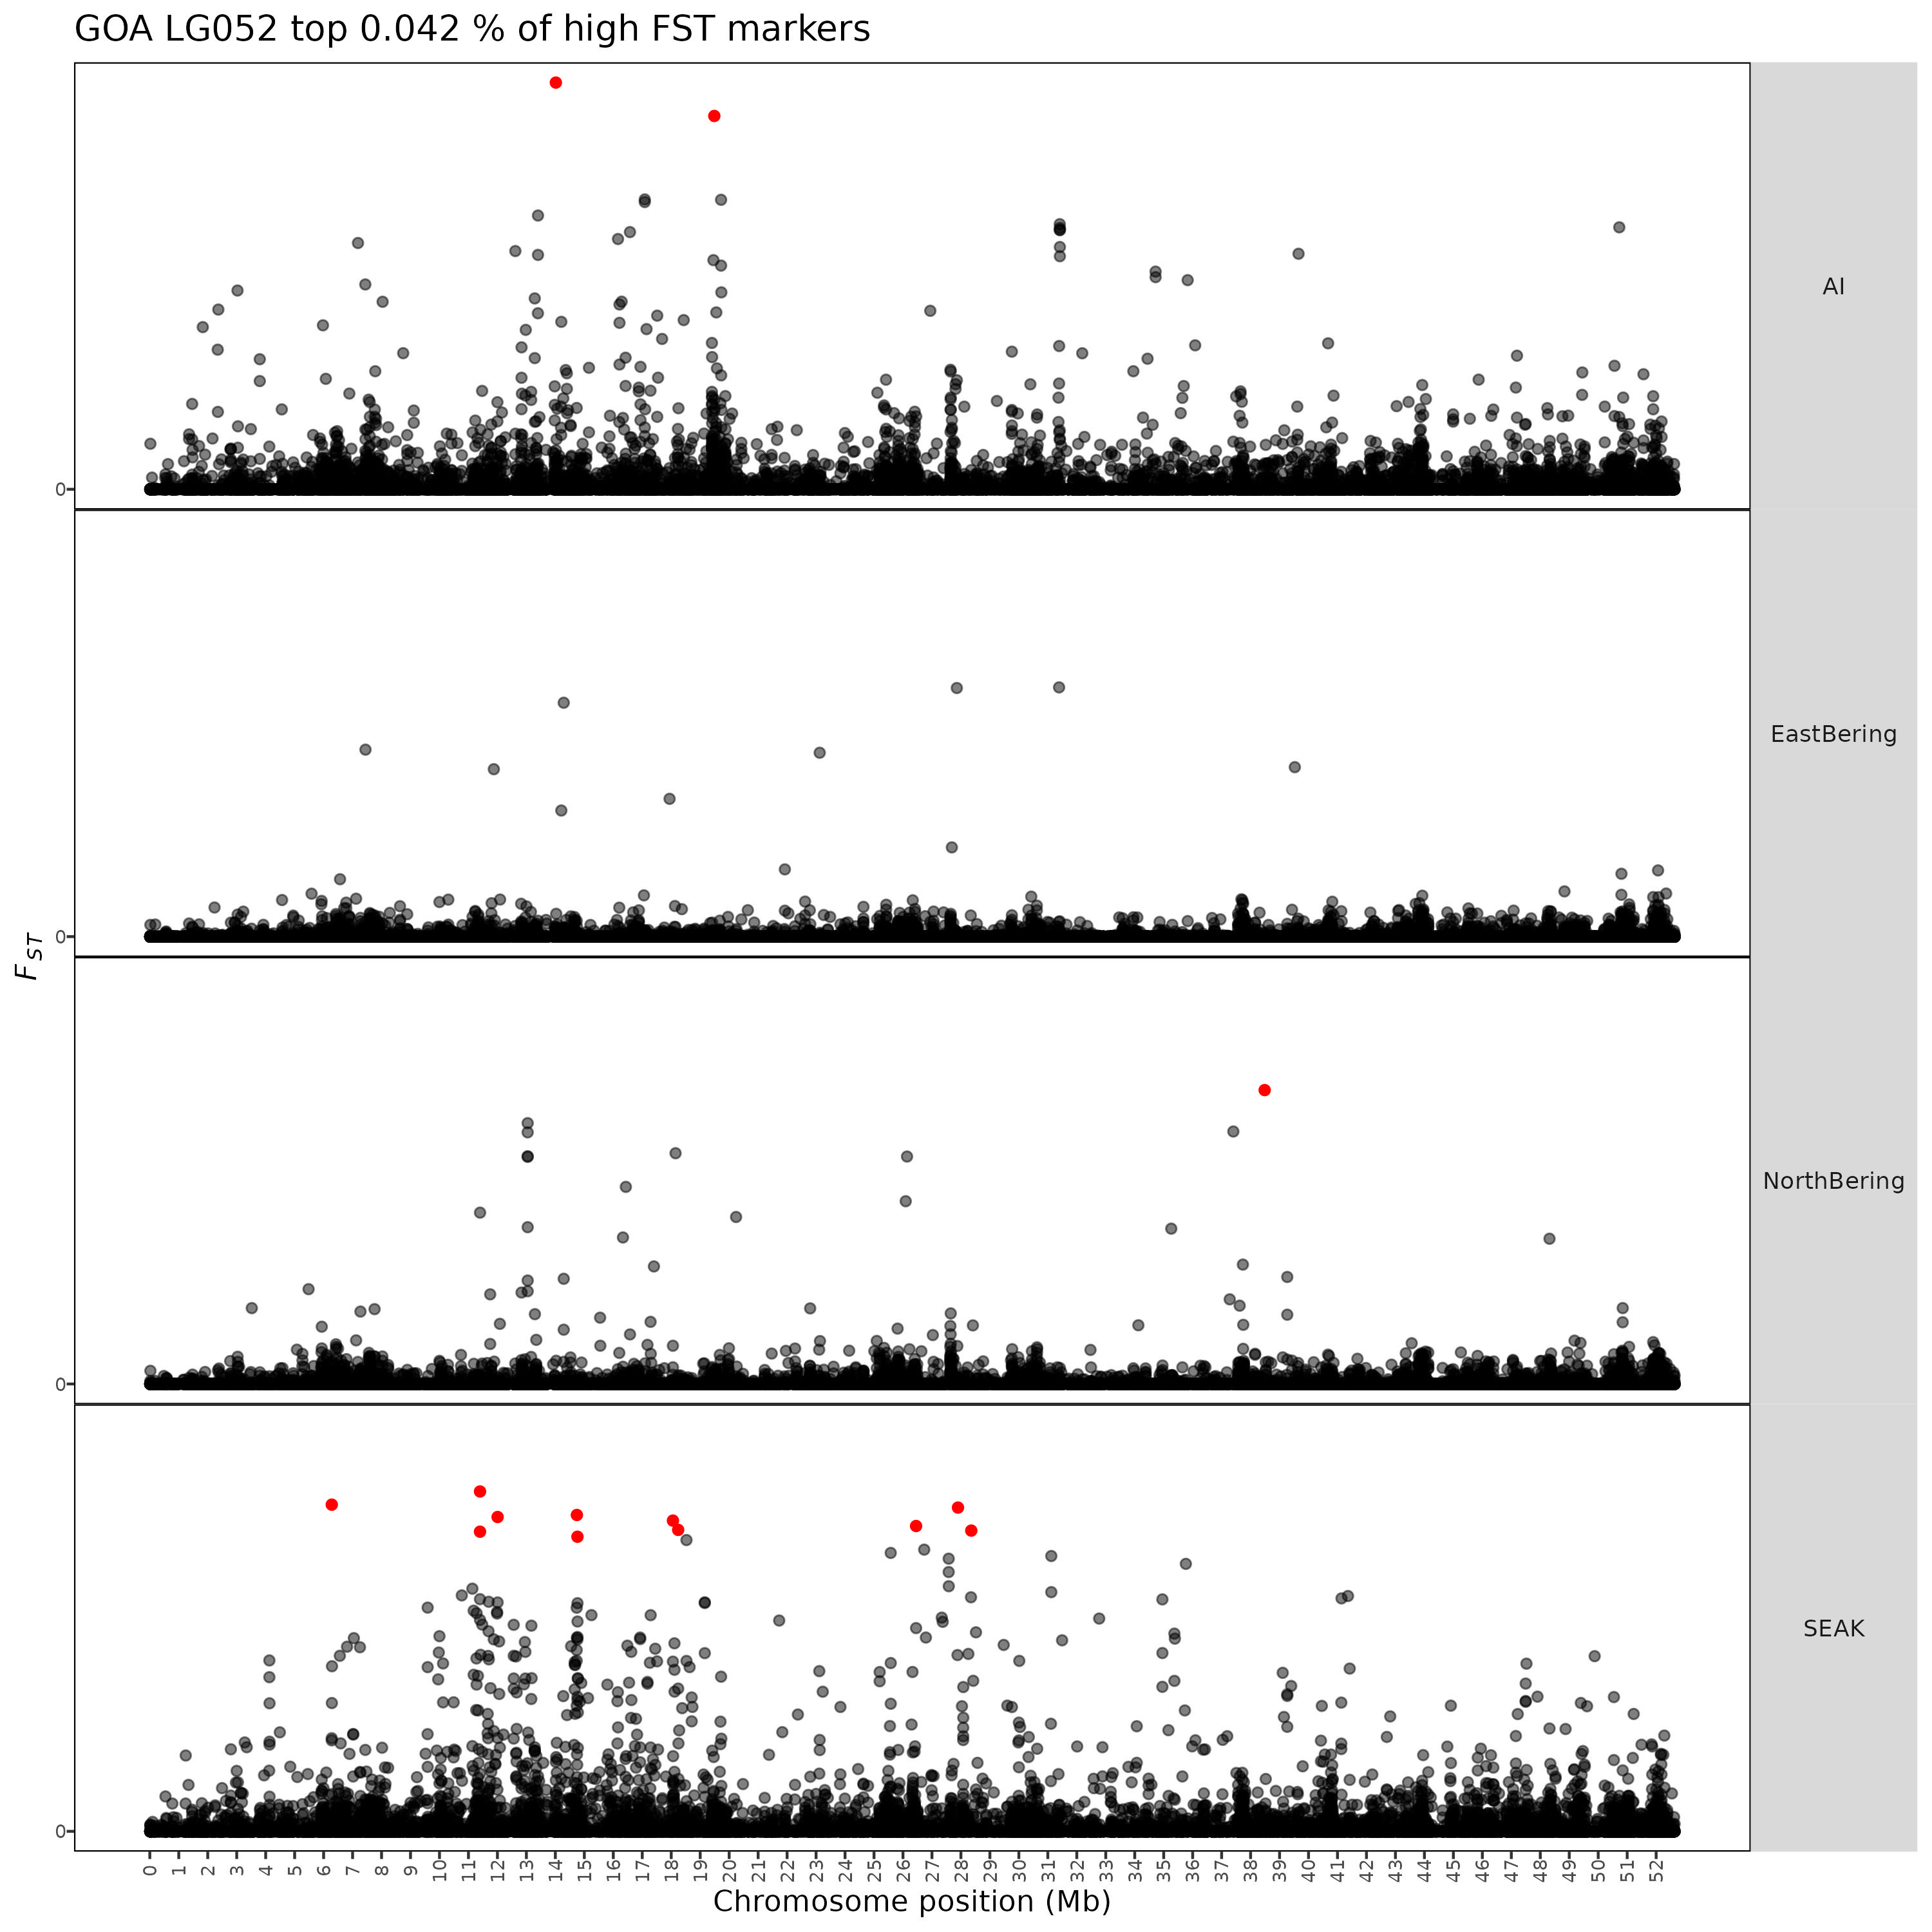 GOA LG052 top 0.042 % of high FST markers
AI
0
EastBering
0
FST
NorthBering
0
SEAK
0
0 1 2 3 4 5 6 7 8 9 10 11 12 13 14 15 16 17 18 19 20 21 22 23 24 25 26 27 28 29 30 31 32 33 34 35 36 37 38 39 40 41 42 43 44 45 46 47 48 49 50 51 52
Chromosome position (Mb)